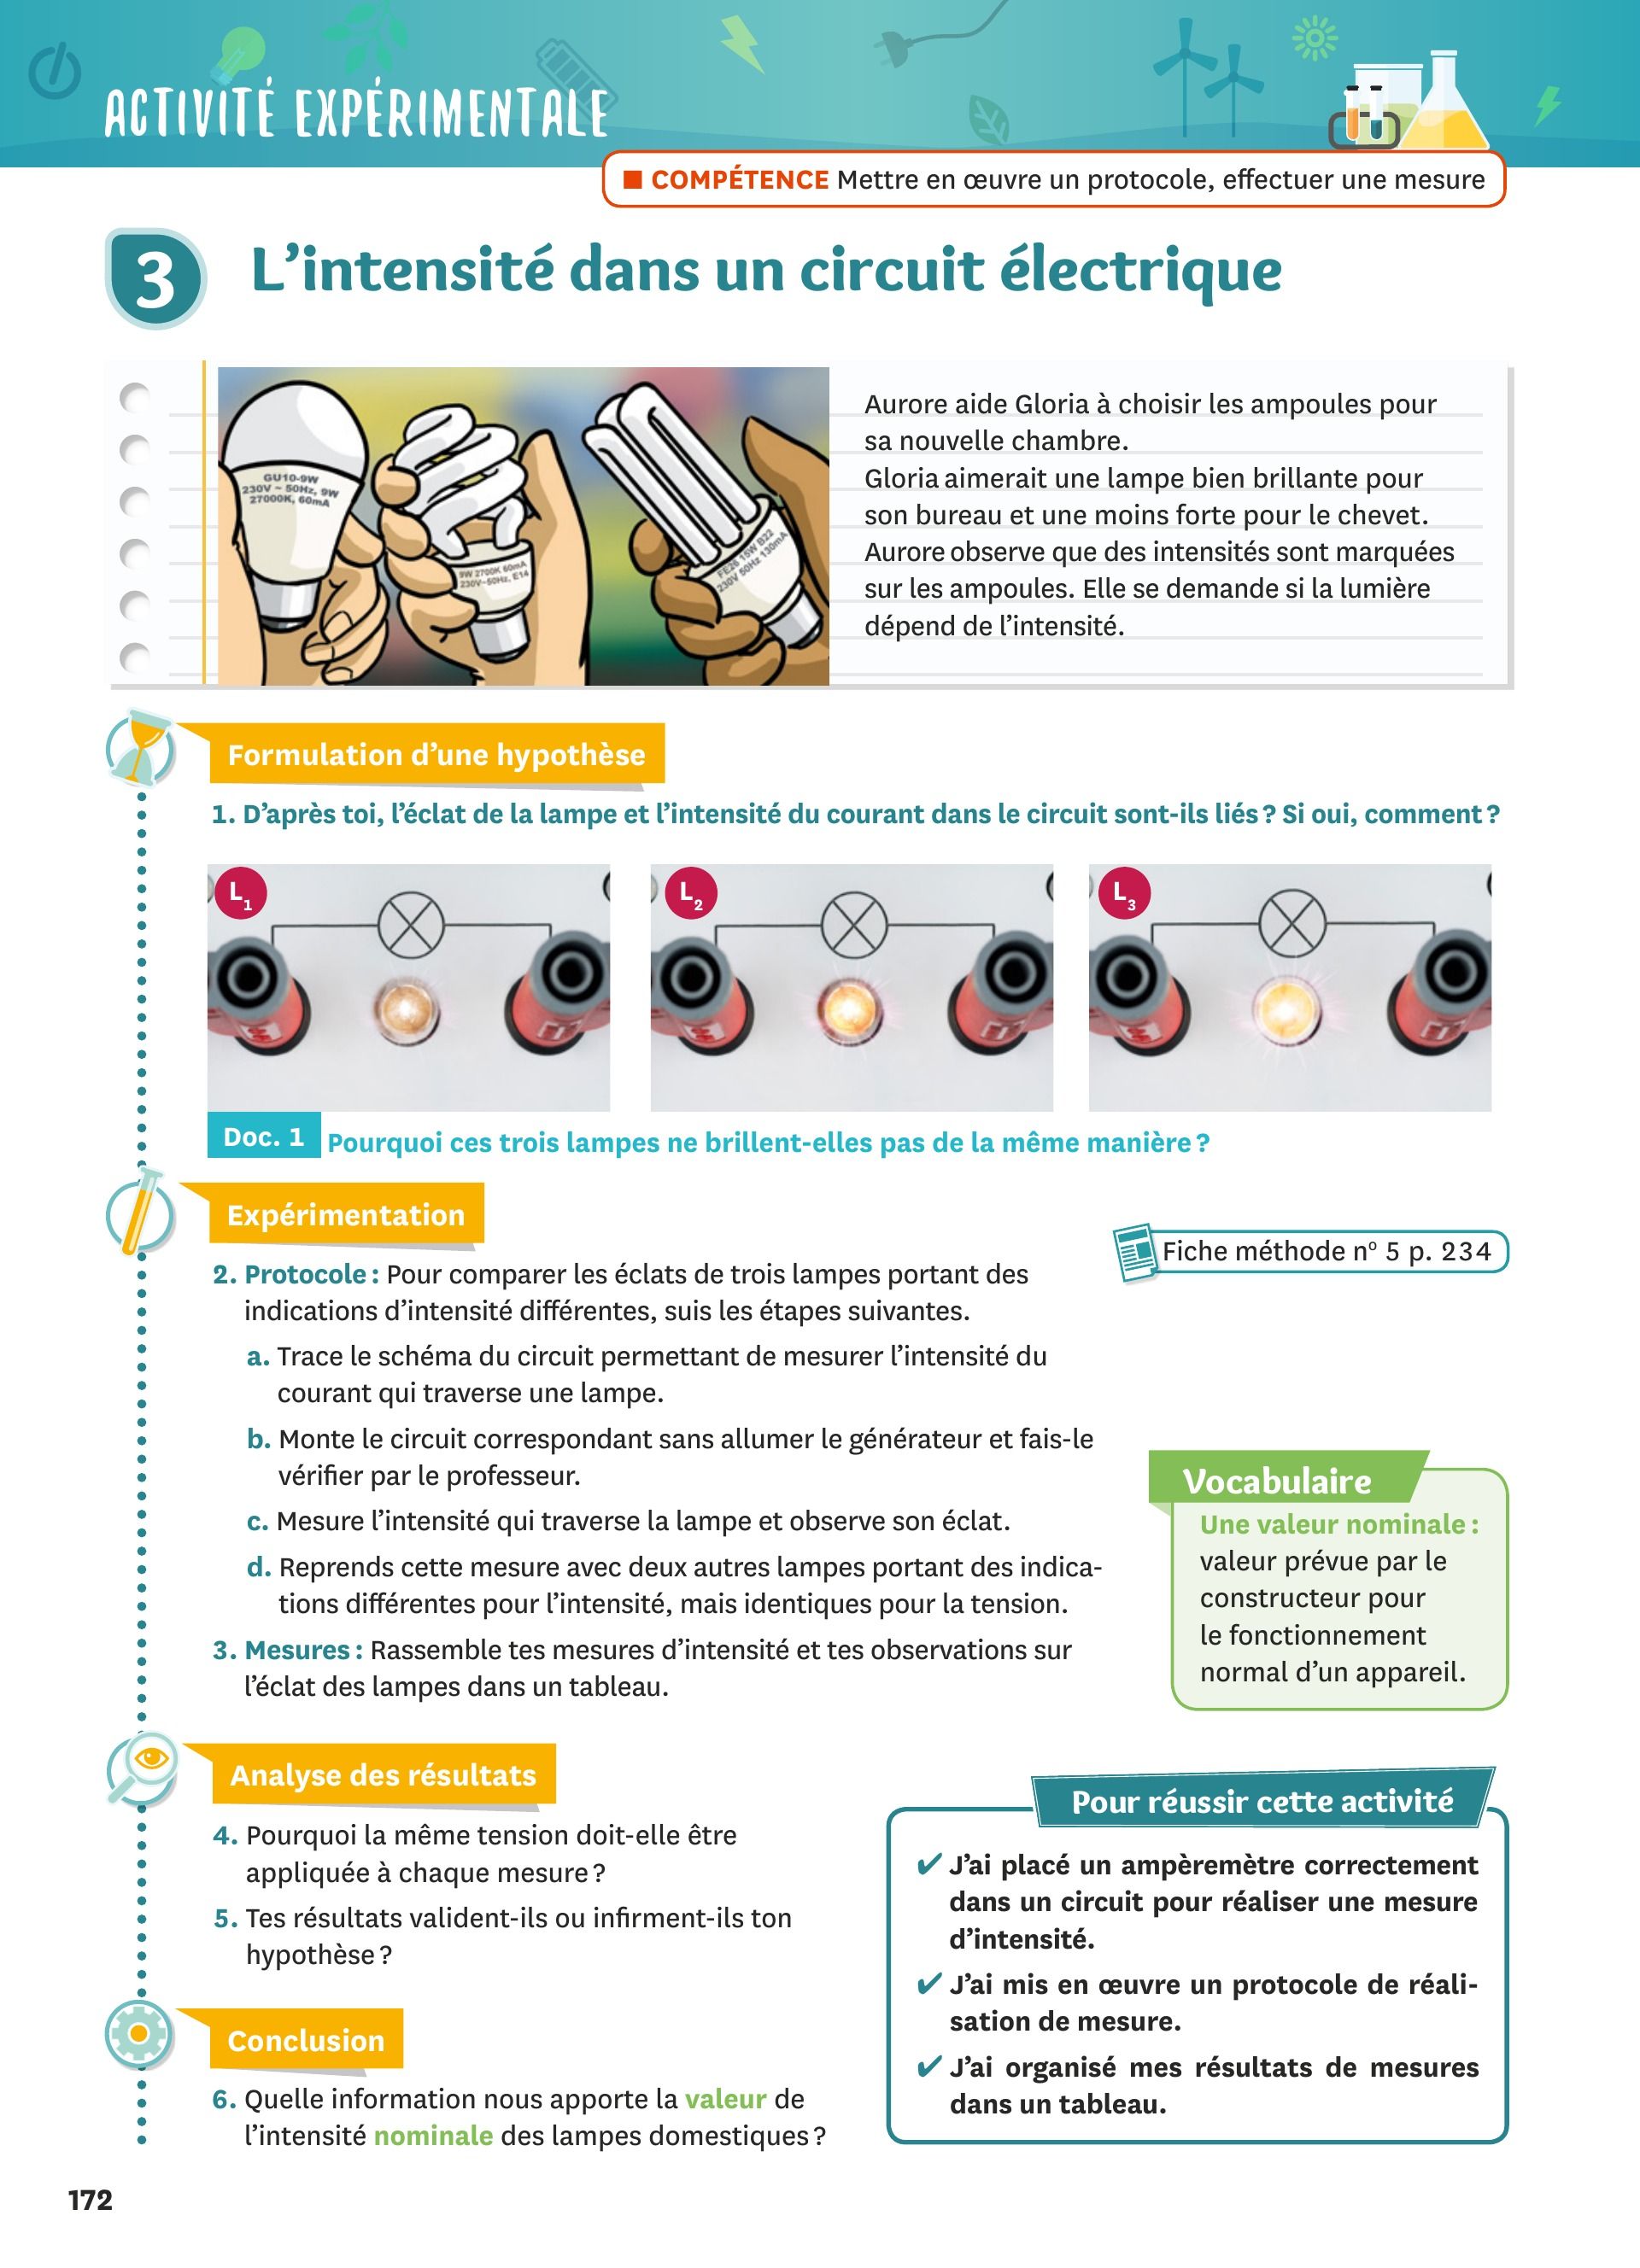 ACTIVITÉ EXPÉRIMENTALE
■ COMPÉTENCE Mettre en œuvre un protocole, effectuer une mesure
3 L’intensité dans un circuit électrique
GU10-9W
230V ~ 50Hz, 9W
27000K, 60mA
9W 2700K 60mA
230V~50Hz, E14
FE26 15W B22
230V 50Hz 130mA
Aurore aide Gloria à choisir les ampoules pour
sa nouvelle chambre.
Gloria aimerait une lampe bien brillante pour
son bureau et une moins forte pour le chevet.
Aurore observe que des intensités sont marquées
sur les ampoules. Elle se demande si la lumière
dépend de l’intensité.
Formulation d’une hypothèse
1. D’après toi, l’éclat de la lampe et l’intensité du courant dans le circuit sont-ils liés ? Si oui, comment ?
L1
L2
L3
Doc. 1 Pourquoi ces trois lampes ne brillent-elles pas de la même manière ?
Expérimentation
Fiche méthode nº 5 p. 234
2. Protocole : Pour comparer les éclats de trois lampes portant des
indications d’intensité différentes, suis les étapes suivantes.
a. Trace le schéma du circuit permettant de mesurer l’intensité du
courant qui traverse une lampe.
b. Monte le circuit correspondant sans allumer le générateur et fais-le
vérifier par le professeur.
c. Mesure l’intensité qui traverse la lampe et observe son éclat.
d. Reprends cette mesure avec deux autres lampes portant des indica-
tions différentes pour l’intensité, mais identiques pour la tension.
3. Mesures : Rassemble tes mesures d’intensité et tes observations sur
l’éclat des lampes dans un tableau.
Vocabulaire
Une valeur nominale :
valeur prévue par le
constructeur pour
le fonctionnement
normal d’un appareil.
Analyse des résultats
4. Pourquoi la même tension doit-elle être
appliquée à chaque mesure ?
5. Tes résultats valident-ils ou infirment-ils ton
hypothèse ?
Conclusion
6. Quelle information nous apporte la valeur de
l’intensité nominale des lampes domestiques ?
Pour réussir cette activité
✔ J’ai placé un ampèremètre correctement
dans un circuit pour réaliser une mesure
d’intensité.
✔ J’ai mis en œuvre un protocole de réali-
sation de mesure.
✔ J’ai organisé mes résultats de mesures
dans un tableau.
172